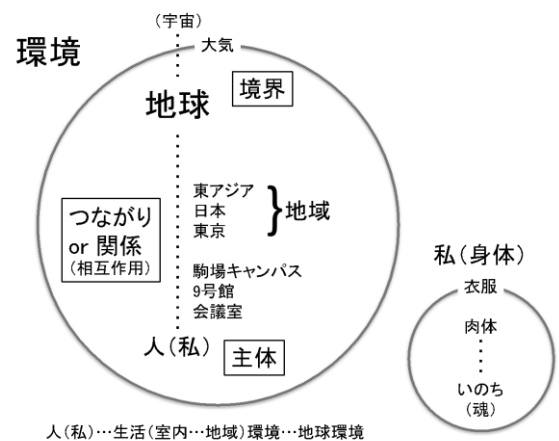 （宇宙）
環境
大気
地球
境界
つながり
or 関係
（相互作用）
東アジア
日本
東京
地域
駒場キャンパス
9号館
会議室
人（私）
主体
私（身体）
衣服
肉体
いのち
（魂）
人（私）…生活（室内…地域）環境…地球環境